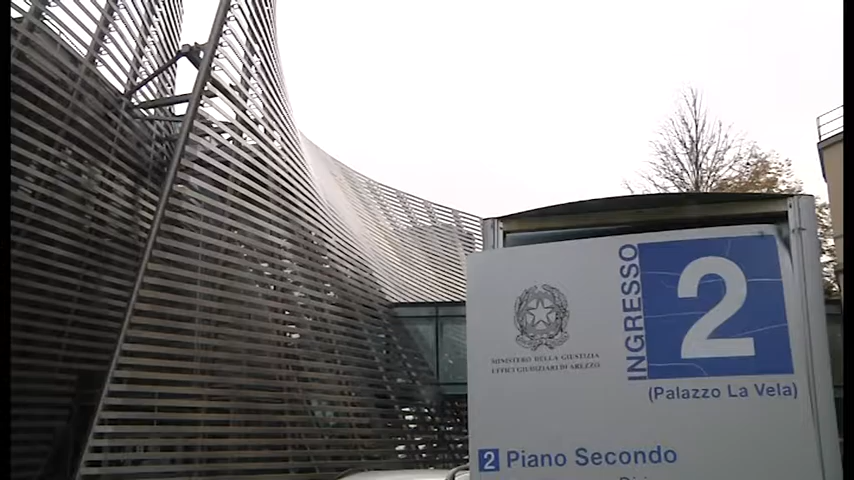 INGRESSO
2
MINISTERO DELLA GIUSTIZIA
UFFICI GIUDIZIARI DI AREZZO
(Palazzo La Vela)
2 Piano Secondo